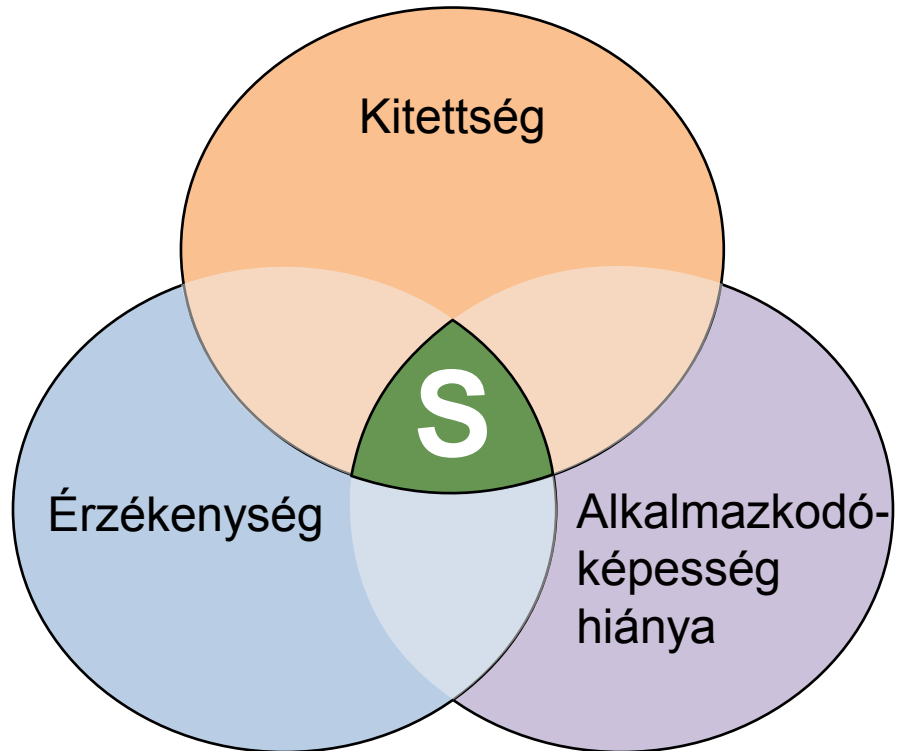 Kitettség
S
Érzékenység
Alkalmazkodó-
képesség
hiánya